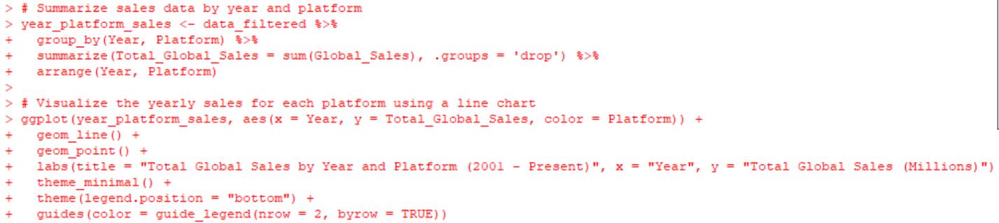 > # Summarize sales data by year and platform
> year_platform_sales <- data_filtered %>%
+   group_by(Year, Platform) %>%
+   summarize(Total_Global_Sales = sum(Global_Sales), .groups = 'drop') %>%
+   arrange(Year, Platform)
>
> # Visualize the yearly sales for each platform using a line chart
> ggplot(year_platform_sales, aes(x = Year, y = Total_Global_Sales, color = Platform)) +
+   geom_line() +
+   geom_point() +
+   labs(title = "Total Global Sales by Year and Platform (2001 - Present)", x = "Year", y = "Total Global Sales (Millions)")
+   theme_minimal() +
+   theme(legend.position = "bottom") +
+   guides(color = guide_legend(nrow = 2, byrow = TRUE))